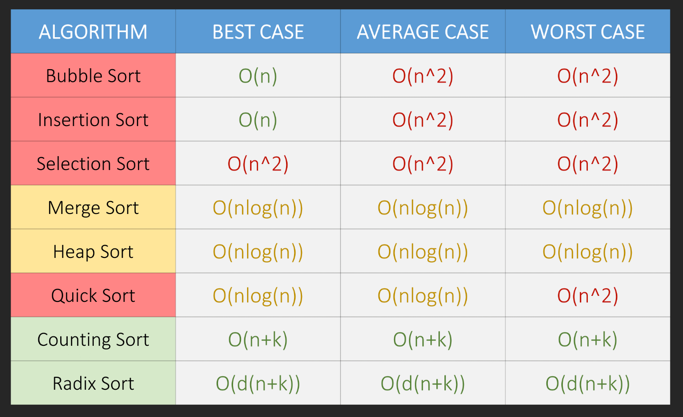 ALGORITHM BEST CASE AVERAGE CASE WORST CASE
Bubble Sort O(n) O(n^2) O(n^2)
Insertion Sort O(n) O(n^2) O(n^2)
Selection Sort O(n^2) O(n^2) O(n^2)
Merge Sort O(nlog(n)) O(nlog(n)) O(nlog(n))
Heap Sort O(nlog(n)) O(nlog(n)) O(nlog(n))
Quick Sort O(nlog(n)) O(nlog(n)) O(n^2)
Counting Sort O(n+k) O(n+k) O(n+k)
Radix Sort O(d(n+k)) O(d(n+k)) O(d(n+k))